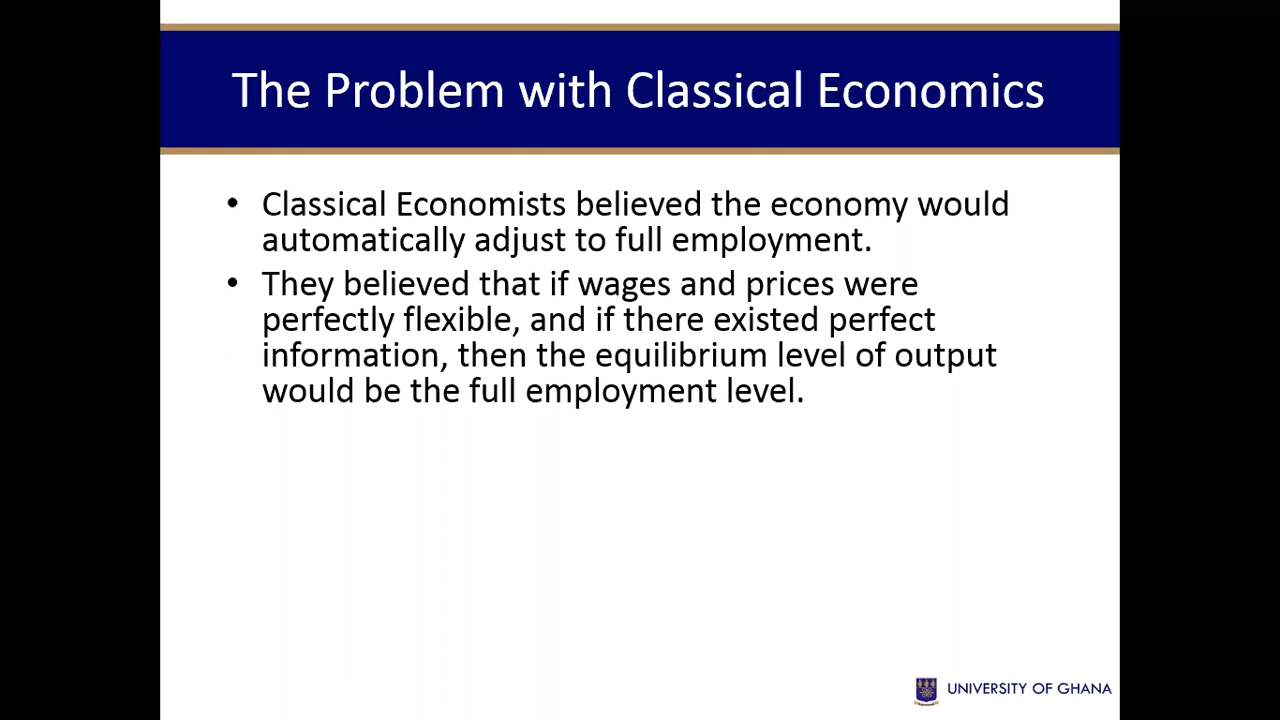 The Problem with Classical Economics
• Classical Economists believed the economy would
automatically adjust to full employment.
• They believed that if wages and prices were
perfectly flexible, and if there existed perfect
information, then the equilibrium level of output
would be the full employment level.
UNIVERSITY OF GHANA